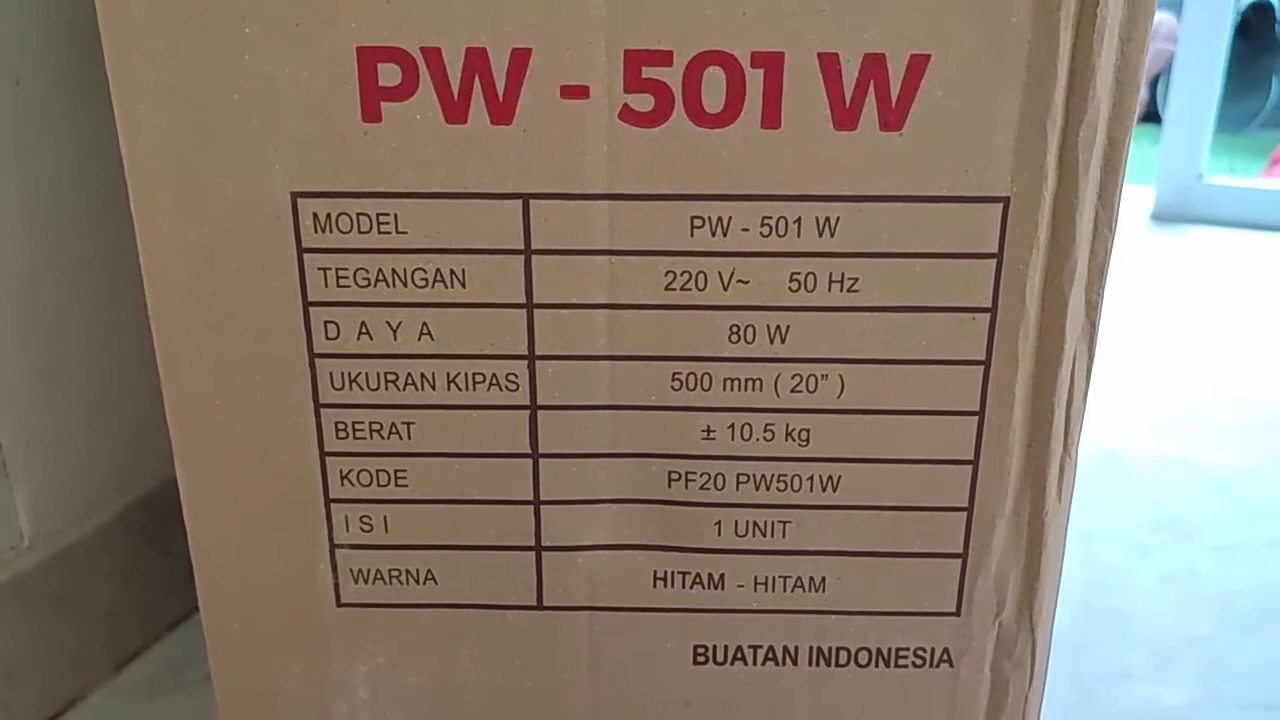 PW - 501 W
MODEL PW - 501 W
TEGANGAN 220 V~ 50 Hz
D A Y A 80 W
UKURAN KIPAS 500 mm ( 20” )
BERAT ± 10.5 kg
KODE PF20 PW501W
I S I 1 UNIT
WARNA HITAM - HITAM
BUATAN INDONESIA